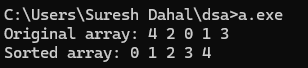 C:\Users\Suresh Dahal\dsa>a.exe
Original array: 4 2 0 1 3
Sorted array: 0 1 2 3 4